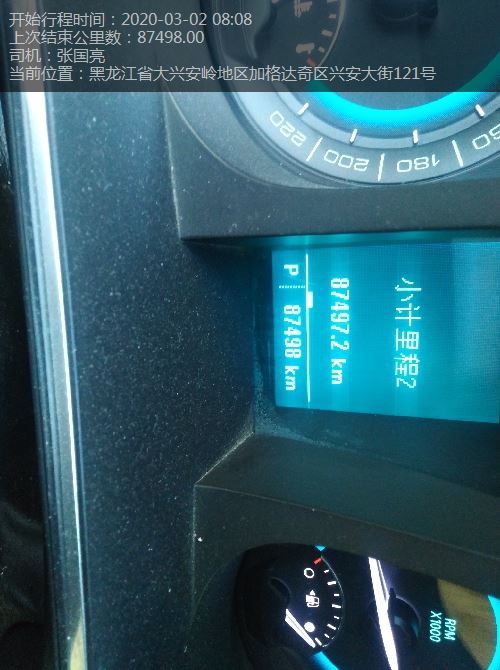 开始行程时间：2020-03-02 08:08
上次结束公里数：87498.00
司机：张国亮
当前位置：黑龙江省大兴安岭地区加格达奇区兴安大街121号
220
200
180
160
小计里程2
87497.2 km
P 87498 km
0
RPM
X1000